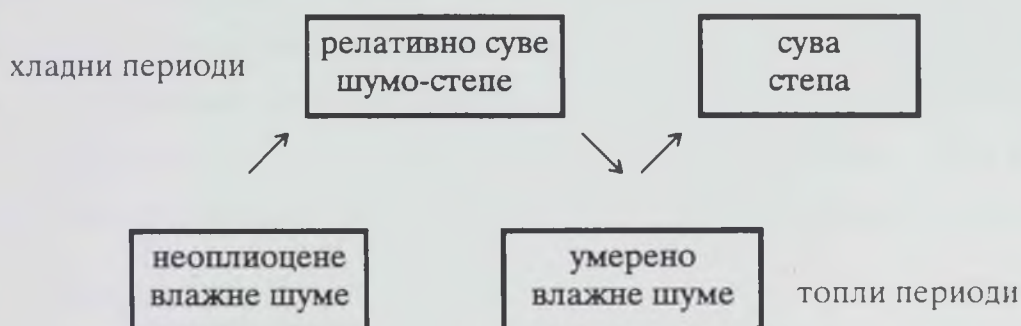 хладни периоди
релативно суве
шумо-степе
сува
степа
неоплиоцене
влажне шуме
умерено
влажне шуме
топли периоди